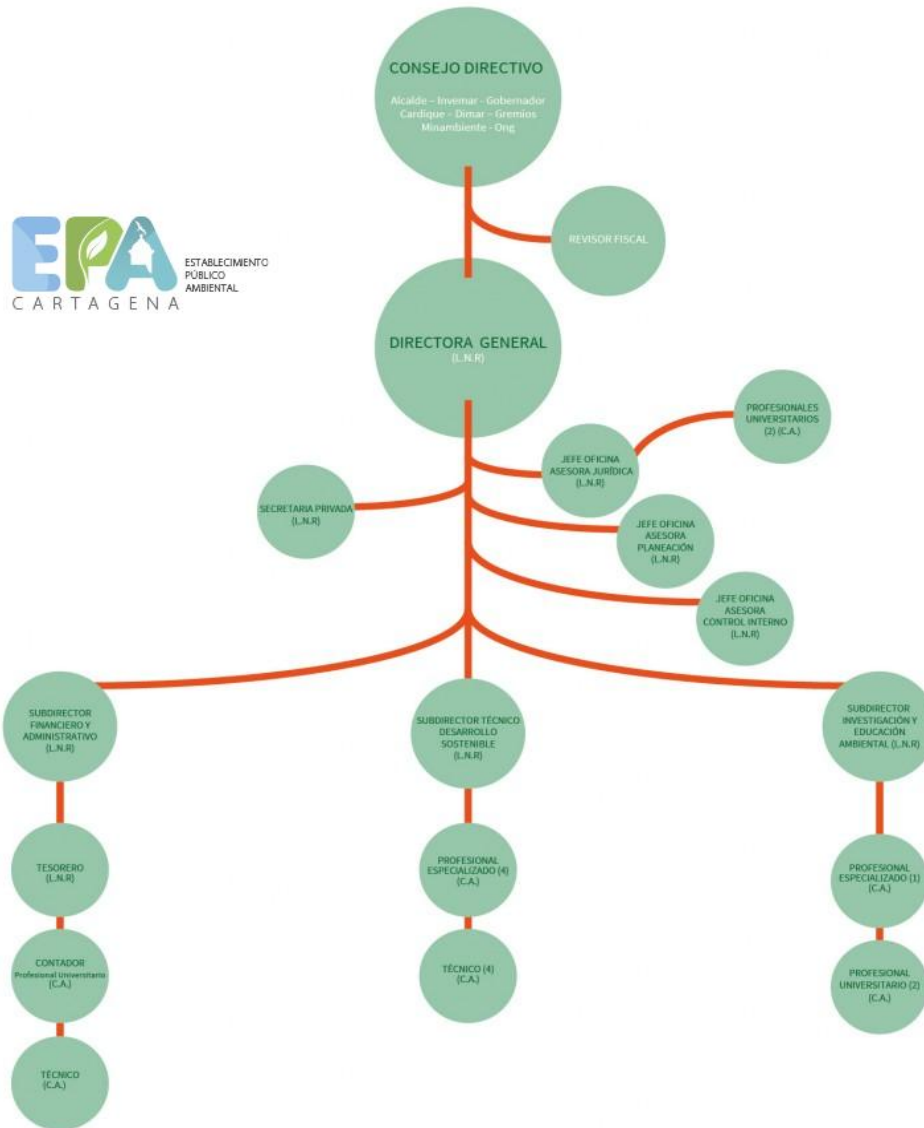 CONSEJO DIRECTIVO
Alcalde – Invemar - Gobernador
Cardique – Dimar – Gremios
Minambiente - Ong
REVISOR FISCAL
EPA
CARTAGENA
ESTABLECIMIENTO
PÚBLICO
AMBIENTAL
DIRECTORA GENERAL
(L.N.R)
PROFESIONALES
UNIVERSITARIOS
(2) (C.A.)
JEFE OFICINA
ASESORA JURÍDICA
(L.N.R)
SECRETARIA PRIVADA
(L.N.R)
JEFE OFICINA
ASESORA
PLANEACIÓN
(L.N.R)
JEFE OFICINA
ASESORA
CONTROL INTERNO
(L.N.R)
SUBDIRECTOR
FINANCIERO Y
ADMINISTRATIVO
(L.N.R)
SUBDIRECTOR TÉCNICO
DESARROLLO
SOSTENIBLE
(L.N.R)
SUBDIRECTOR
INVESTIGACIÓN Y
EDUCACIÓN
AMBIENTAL (L.N.R)
TESORERO
(L.N.R)
PROFESIONAL
ESPECIALIZADO (4)
(C.A.)
PROFESIONAL
ESPECIALIZADO (1)
(C.A.)
CONTADOR
Profesional Universitario
(C.A.)
TÉCNICO (4)
(C.A.)
PROFESIONAL
UNIVERSITARIO (2)
(C.A.)
TÉCNICO
(C.A.)